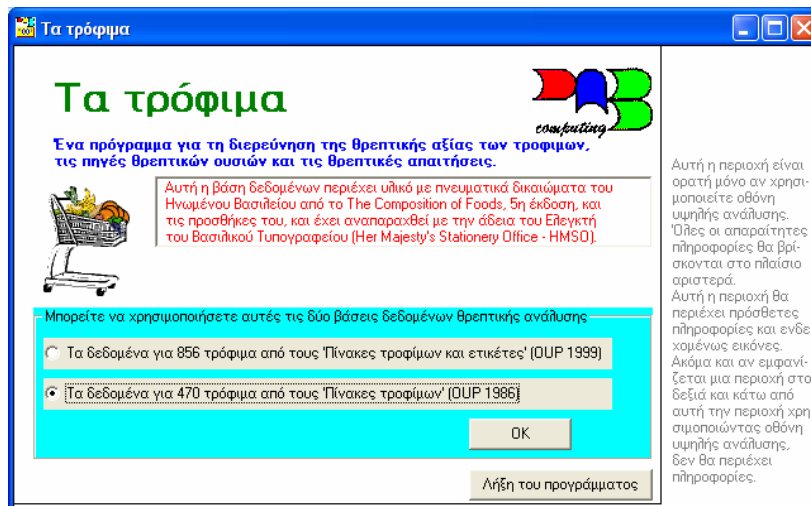 Τα τρόφιμα
Τα τρόφιμα
computing
Ένα πρόγραμμα για τη διερεύνηση της θρεπτικής αξίας των τροφιμων,
τις πηγές θρεπτικών ουσιών και τις θρεπτικές απαιτήσεις.
Αυτή η βάση δεδομένων περιέχει υλικό με πνευματικά δικαιώματα του
Ηνωμένου Βασιλείου από το The Composition of Foods, 5η έκδοση, και
τις προσθήκες του, και έχει αναπαραχθεί με την άδεια του Ελεγκτή
του Βασιλικού Τυπογραφείου (Her Majesty's Stationery Office - HMSO).
Μπορείτε να χρησιμοποιήσετε αυτές τις δύο βάσεις δεδομένων θρεπτικής ανάλυσης
Τα δεδομένα για 856 τρόφιμα από τους 'Πίνακες τροφίμων και ετικέτες' (OUP 1999)
Τα δεδομένα για 470 τρόφιμα από τους 'Πίνακες τροφίμων' (OUP 1986)
OK
Λήξη του προγράμματος
Αυτή η περιοχή είναι
ορατή μόνο αν χρησι-
μοποιείτε οθόνη
υψηλής ανάλυσης.
Όλες οι απαραίτητες
πληροφορίες θα βρί-
σκονται στο πλαίσιο
αριστερά.
Αυτή η περιοχή θα
περιέχει πρόσθετες
πληροφορίες και ενδε
χομένως εικόνες.
Ακόμα και αν εμφανί-
ζεται μια περιοχή στο
δεξιά και κάτω από
αυτή την περιοχή χρη
σιμοποιώντας οθόνη
υψηλής ανάλυσης,
δεν θα περιέχει
πληροφορίες.